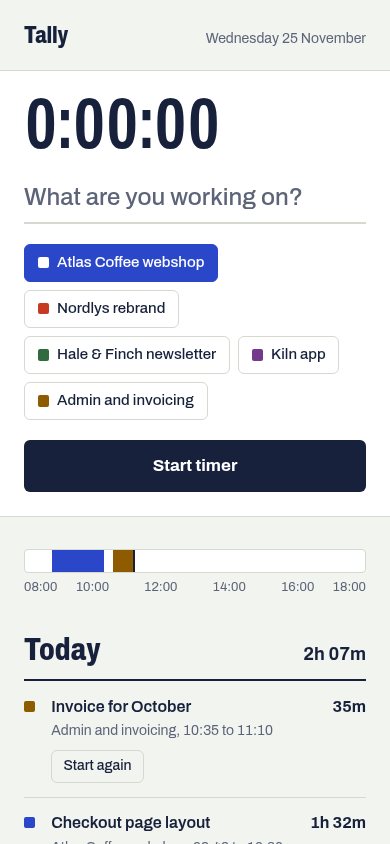 Tally
Wednesday 25 November
0:00:00
What are you working on?
Atlas Coffee webshop
Nordlys rebrand
Hale & Finch newsletter
Kiln app
Admin and invoicing
Start timer
08:00 10:00 12:00 14:00 16:00 18:00
Today
2h 07m
Invoice for October
35m
Admin and invoicing, 10:35 to 11:10
Start again
Checkout page layout
1h 32m